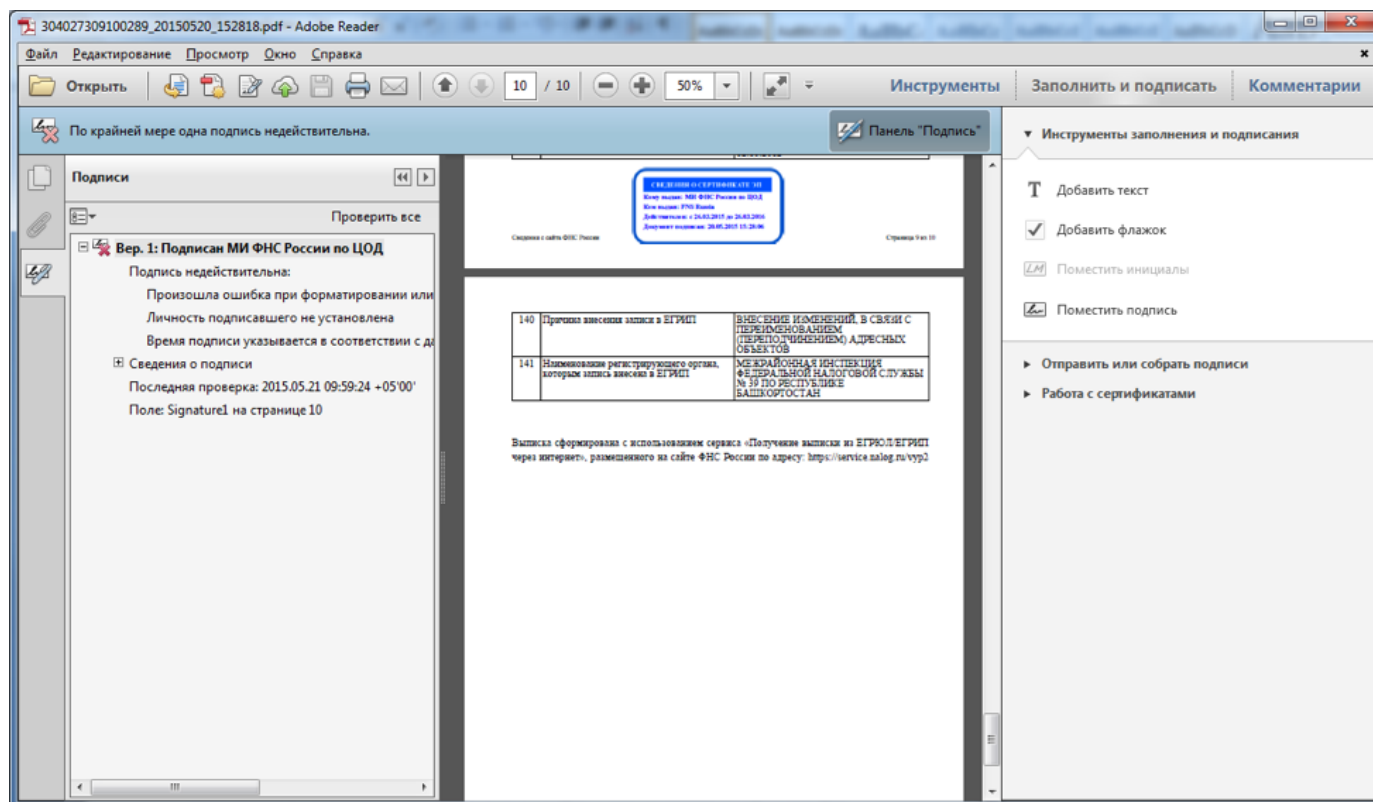 304027309100289_20150520_152818.pdf - Adobe Reader
Файл Редактирование Просмотр Окно Справка
Открыть
10 / 10
50%
Инструменты
Заполнить и подписать
Комментарии
По крайней мере одна подпись недействительна.
Панель "Подпись"
Подписи
Проверить все
Вер. 1: Подписан МИ ФНС России по ЦОД
Подпись недействительна:
Произошла ошибка при форматировании или
Личность подписавшего не установлена
Время подписи указывается в соответствии с да
Сведения о подписи
Последняя проверка: 2015.05.21 09:59:24 +05'00'
Поле: Signature1 на странице 10
СВЕДЕНИЯ О СЕРТИФИКАТЕ ЭП
Кому выдан: МИ ФНС России по ЦОД
Кем выдан: FNS Russia
Действителен: с 26.03.2015 до 26.03.2016
Документ подписан: 20.05.2015 15:28:06
Сведения с сайта ФНС России
Страница 9 из 10
140 Причина внесения записи в ЕГРИП
ВНЕСЕНИЕ ИЗМЕНЕНИЙ, В СВЯЗИ С
ПЕРЕИМЕНОВАНИЕМ
(ПЕРЕПОДЧИНЕНИЕМ) АДРЕСНЫХ
ОБЪЕКТОВ
141 Наименование регистрирующего органа,
которым запись внесена в ЕГРИП
МЕЖРАЙОННАЯ ИНСПЕКЦИЯ
ФЕДЕРАЛЬНОЙ НАЛОГОВОЙ СЛУЖБЫ
№ 39 ПО РЕСПУБЛИКЕ
БАШКОРТОСТАН
Выписка сформирована с использованием сервиса «Получение выписки из ЕГРЮЛ/ЕГРИП
через интернет», размещенного на сайте ФНС России по адресу: https://service.nalog.ru/vyp2
Инструменты заполнения и подписания
T Добавить текст
Добавить флажок
LM Поместить инициалы
Поместить подпись
Отправить или собрать подписи
Работа с сертификатами